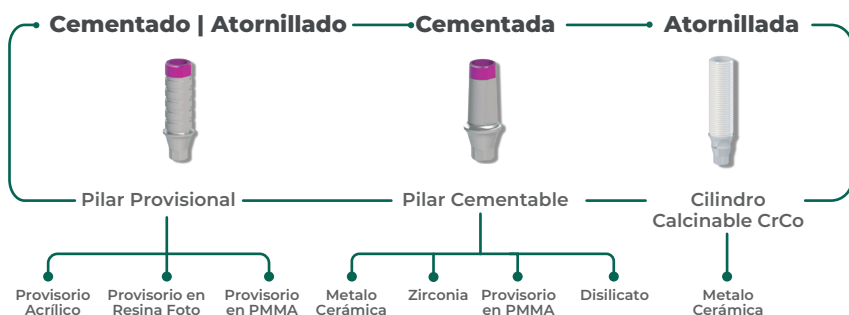 Cementado | Atornillado
Cementada
Atornillada
Pilar Provisional
Pilar Cementable
Cilindro
Calcinable CrCo
Provisorio
Acrílico
Provisorio en
Resina Foto
Provisorio
en PMMA
Metalo
Cerámica
Zirconia
Provisorio
en PMMA
Disilicato
Metalo
Cerámica